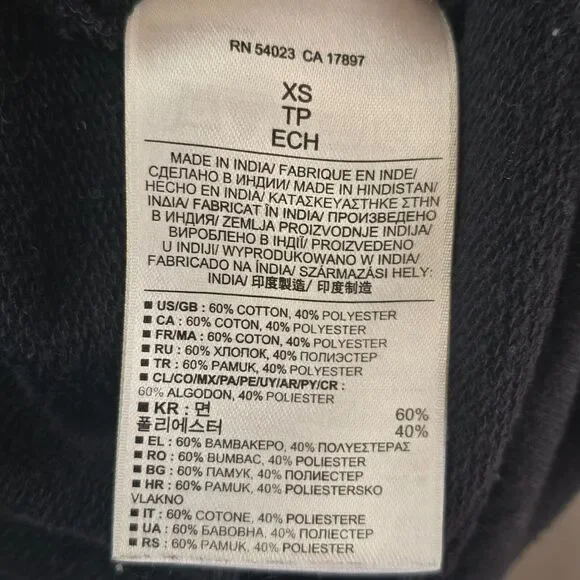 RN 54023 CA 17897
XS
TP
ECH
MADE IN INDIA/ FABRIQUE EN INDE/
СДЕЛАНО В ИНДИИ/ MADE IN HINDISTAN/
HECHO EN INDIA/ ΚΑΤΑΣΚΕΥΑΣΤΗΚΕ ΣΤΗΝ
ΙΝΔΙΑ/ FABRICAT ÎN INDIA/ ПРОИЗВЕДЕНО
В ИНДИЯ/ ZEMLJA PROIZVODNJE INDIJA/
ВИРОБЛЕНО В ІНДІЇ/ PROIZVEDENO
U INDIJI/ WYPRODUKOWANO W INDIA/
FABRICADO NA ÍNDIA/ SZÁRMAZÁSI HELY:
INDIA/ 印度製造/ 印度制造
■ US/GB : 60% COTTON, 40% POLYESTER
■ CA : 60% COTON, 40% POLYESTER
■ FR/MA : 60% COTON, 40% POLYESTER
■ RU : 60% ХЛОПОК, 40% ПОЛИЭСТЕР
■ TR : 60% PAMUK, 40% POLYESTER
■ CL/CO/MX/PA/PE/UY/AR/PY/CR :
60% ALGODON, 40% POLIESTER
■ KR : 면 60%
폴리에스터 40%
■ EL : 60% ΒΑΜΒΑΚΕΡΟ, 40% ΠΟΛΥΕΣΤΕΡΑΣ
■ RO : 60% BUMBAC, 40% POLIESTER
■ BG : 60% ПАМУК, 40% ПОЛИЕСТЕР
■ HR : 60% PAMUK, 40% POLIESTERSKO
VLAKNO
■ IT : 60% COTONE, 40% POLIESTERE
■ UA : 60% БАВОВНА, 40% ПОЛІЕСТЕР
■ RS : 60% PAMUK, 40% POLIESTER